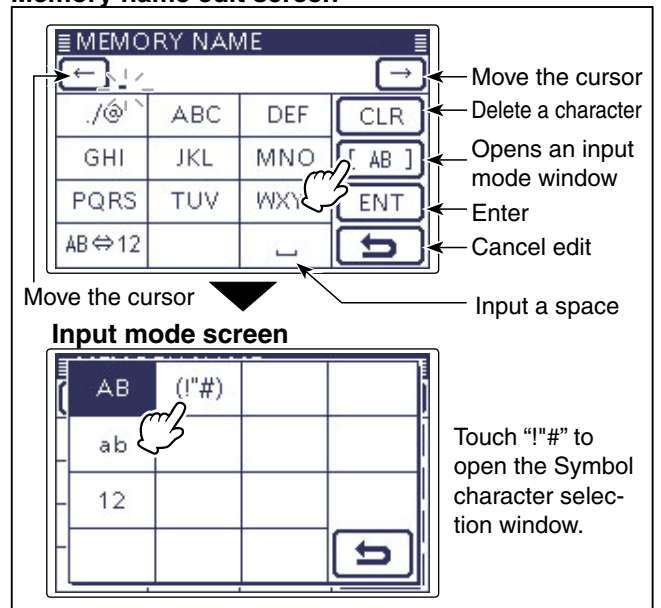 Memory name edit screen
MEMORY NAME
← →
./@ ABC DEF CLR
GHI JKL MNO [ AB ]
PQRS TUV WXY ENT
AB⇔12 ⎵ ⮌
Move the cursor
Delete a character
Opens an input
mode window
Enter
Cancel edit
Move the cursor
Input a space
Input mode screen
AB (!"#)
ab
12
Touch “!"#” to
open the Symbol
character selec-
tion window.